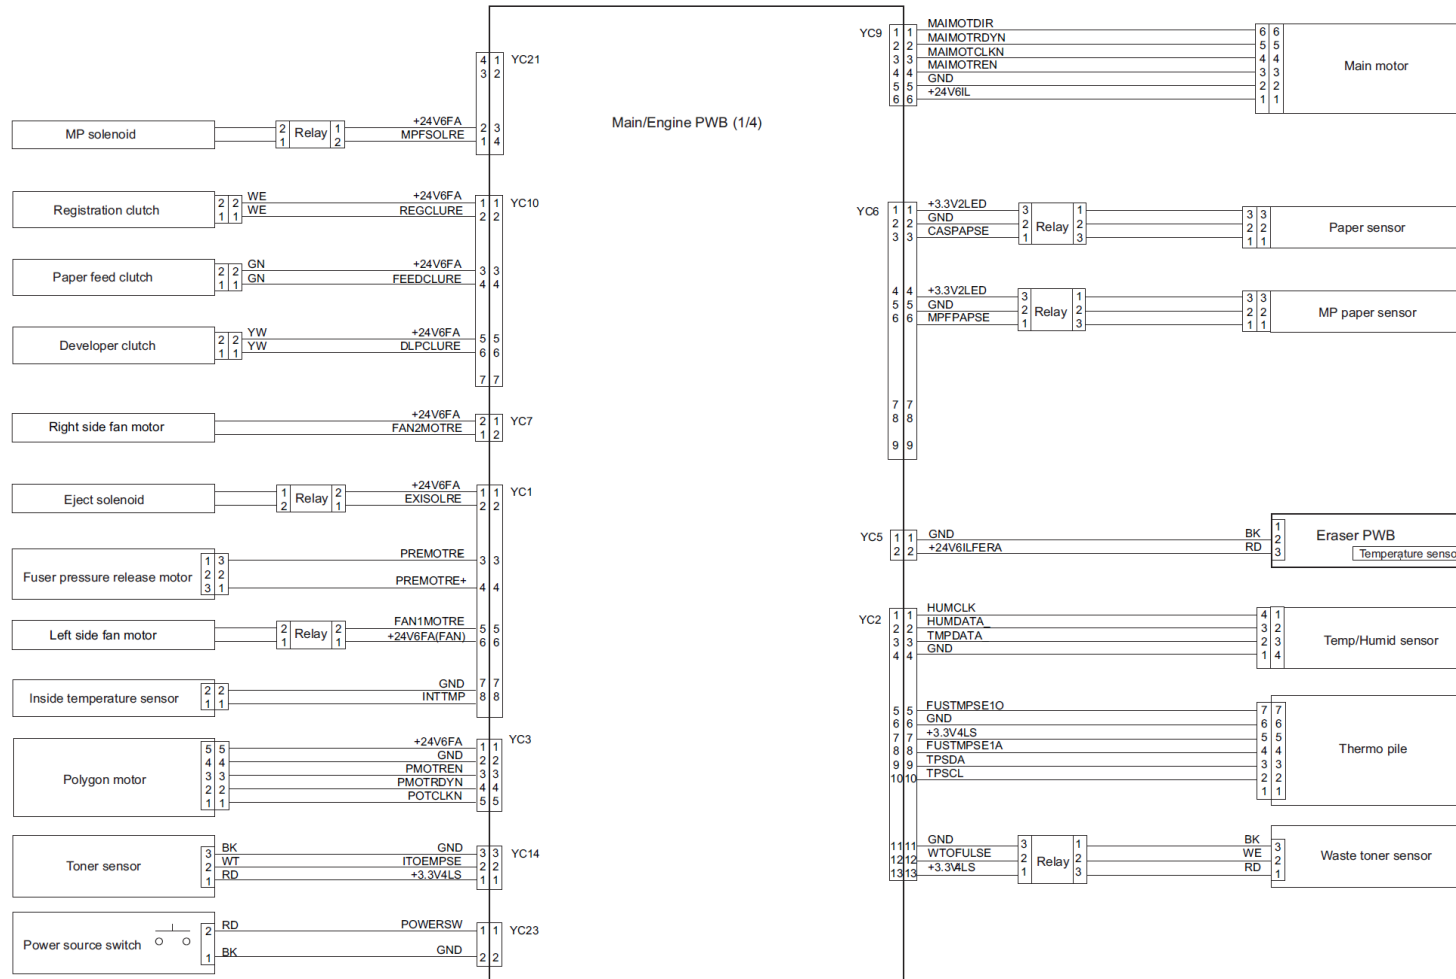 Main/Engine PWB (1/4)
YC21
4 1
3 2
MP solenoid
2 Relay 1
1 2
+24V6FA 2 3
MPFSOLRE 1 4
Registration clutch
2 2 WE +24V6FA 1 1 YC10
1 1 WE REGCLURE 2 2
Paper feed clutch
2 2 GN +24V6FA 3 3
1 1 GN FEEDCLURE 4 4
Developer clutch
2 2 YW +24V6FA 5 5
1 1 YW DLPCLURE 6 6
7 7
Right side fan motor
+24V6FA 2 1 YC7
FAN2MOTRE 1 2
Eject solenoid
1 Relay 2 +24V6FA 1 1 YC1
2 1 EXISOLRE 2 2
Fuser pressure release motor
1 3 PREMOTRE- 3 3
2 2
3 1 PREMOTRE+ 4 4
Left side fan motor
2 Relay 2 FAN1MOTRE 5 5
1 1 +24V6FA(FAN) 6 6
Inside temperature sensor
2 2 GND 7 7
1 1 INTTMP 8 8
Polygon motor
5 5 +24V6FA 1 1 YC3
4 4 GND 2 2
3 3 PMOTREN 3 3
2 2 PMOTRDYN 4 4
1 1 POTCLKN 5 5
Toner sensor
3 BK GND 3 3 YC14
2 WT ITOEMPSE 2 2
1 RD +3.3V4LS 1 1
Power source switch
2 RD POWERSW 1 1 YC23
1 BK GND 2 2
YC9 1 1 MAIMOTDIR 6 6
2 2 MAIMOTRDYN 5 5
3 3 MAIMOTCLKN 4 4
4 4 MAIMOTREN 3 3
5 5 GND 2 2
6 6 +24V6IL 1 1
Main motor
YC6 1 1 +3.3V2LED 3 Relay 1 3 3
2 2 GND 2 2 2 2
3 3 CASPAPSE 1 3 1 1
Paper sensor
4 4 +3.3V2LED 3 Relay 1 3 3
5 5 GND 2 2 2 2
6 6 MPFPAPSE 1 3 1 1
MP paper sensor
7 7
8 8
9 9
YC5 1 1 GND BK 1
2 2 +24V6ILFERA RD 2
3
Eraser PWB
Temperature senso
YC2 1 1 HUMCLK 4 1
2 2 HUMDATA_ 3 2
3 3 TMPDATA 2 3
4 4 GND 1 4
Temp/Humid sensor
5 5 FUSTMPSE1O 7 7
6 6 GND 6 6
7 7 +3.3V4LS 5 5
8 8 FUSTMPSE1A 4 4
9 9 TPSDA 3 3
10 10 TPSCL 2 2
1 1
Thermo pile
11 11 GND 3 Relay 1 BK 3
12 12 WTOFULSE 2 2 WE 2
13 13 +3.3V4LS 1 3 RD 1
Waste toner sensor